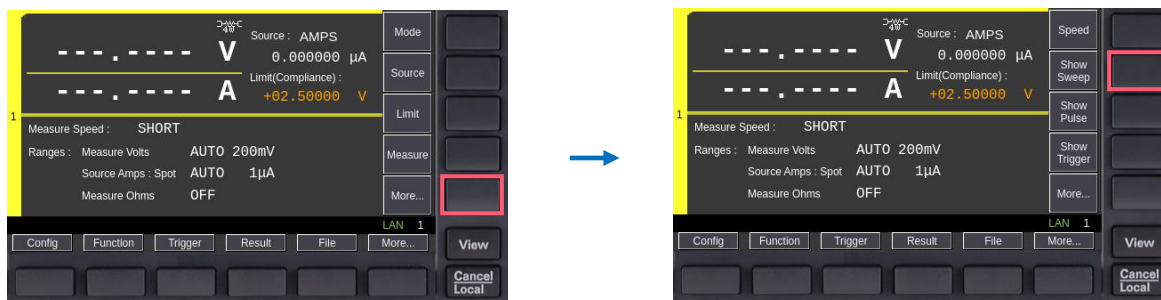 4W
Source : AMPS
Mode
---.---- V
0.000000 µA
Source
Limit(Compliance) :
---.---- A
+02.50000 V
Limit
1
Measure Speed : SHORT
Ranges : Measure Volts AUTO 200mV
Measure
Source Amps : Spot AUTO 1µA
Measure Ohms OFF
More...
LAN 1
Config Function Trigger Result File More...
View
Cancel
Local
4W
Source : AMPS
Speed
---.---- V
0.000000 µA
Show
Sweep
Limit(Compliance) :
---.---- A
+02.50000 V
Show
Pulse
1
Measure Speed : SHORT
Ranges : Measure Volts AUTO 200mV
Show
Trigger
Source Amps : Spot AUTO 1µA
Measure Ohms OFF
More...
LAN 1
Config Function Trigger Result File More...
View
Cancel
Local